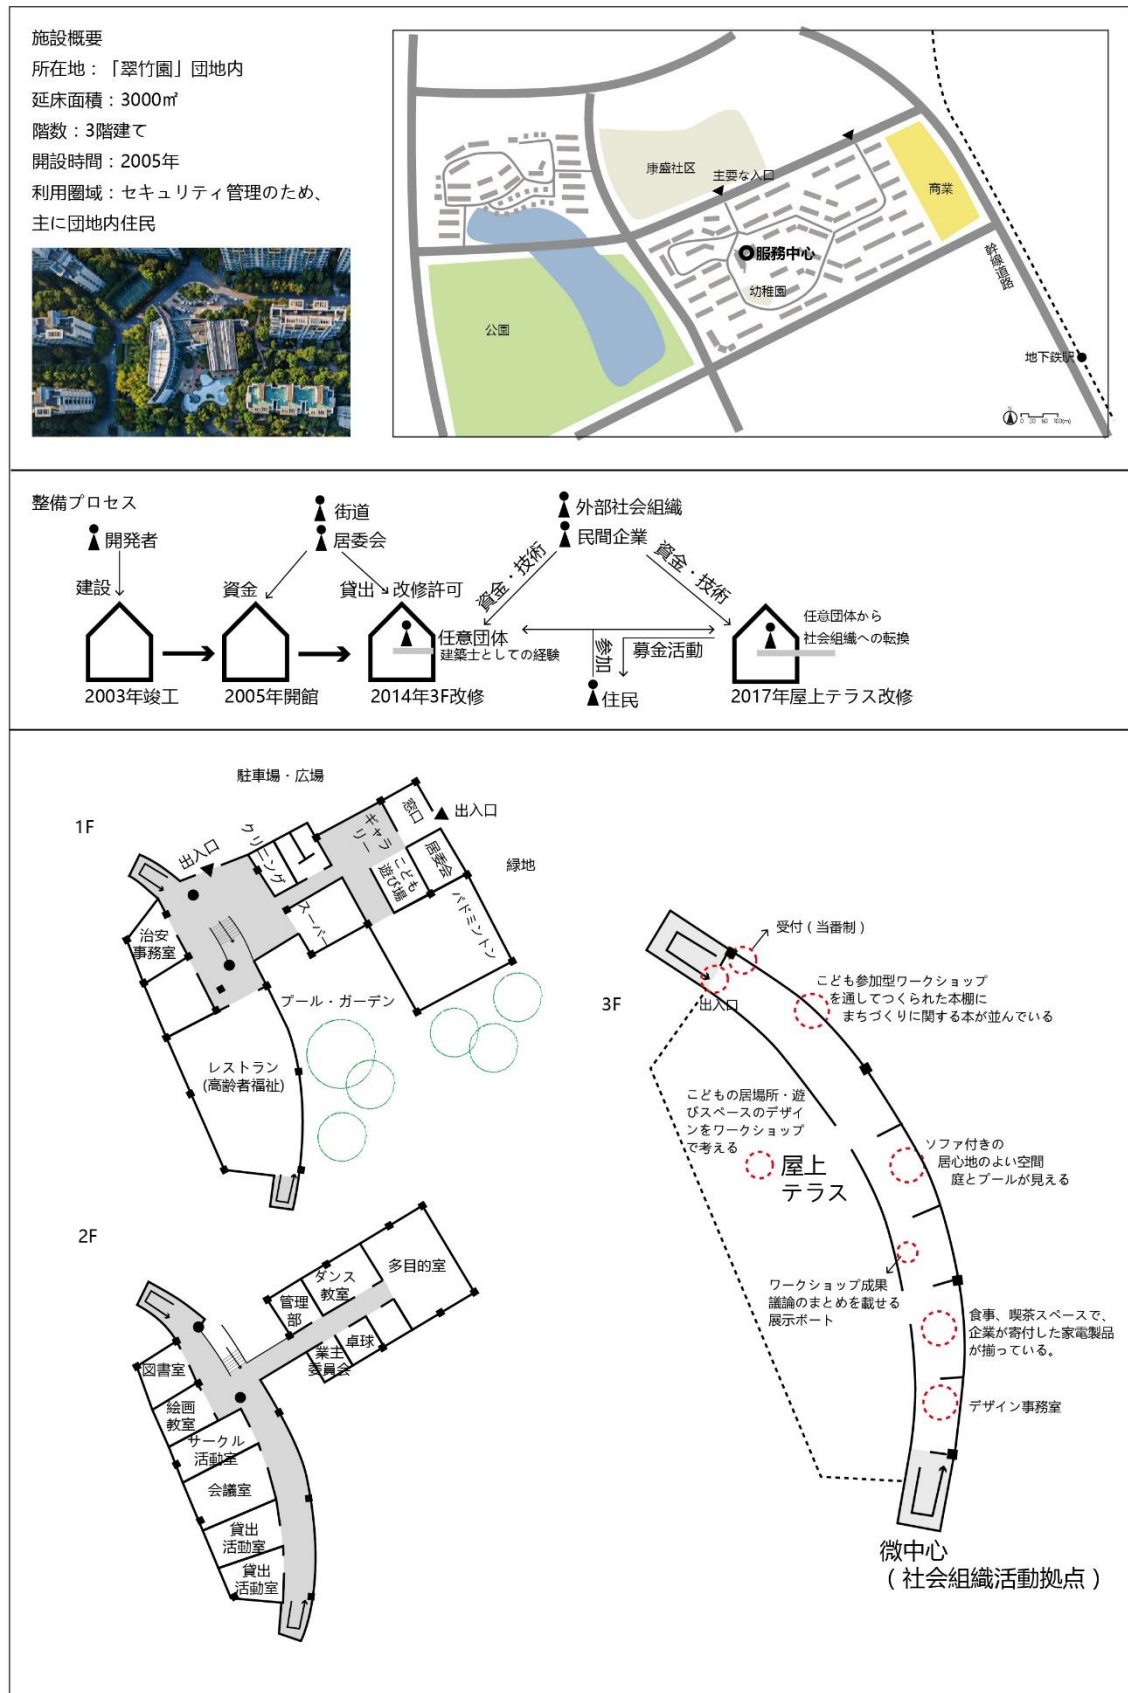 施設概要
所在地：「翠竹園」団地内
延床面積：3000㎡
階数：3階建て
開設時間：2005年
利用圏域：セキュリティ管理のため、
主に団地内住民
康盛社区
主要な入口
商業
服務中心
幼稚園
公園
幹線道路
地下鉄駅
0 20 60 100(m)
整備プロセス
開発者
街道
居委会
外部社会組織
民間企業
建設
資金
貸出
改修許可
資金・技術
資金・技術
任意団体
建築士としての経験
参加
募金活動
住民
任意団体から
社会組織への転換
2003年竣工
2005年開館
2014年3F改修
2017年屋上テラス改修
駐車場・広場
1F
出入口
クリニング
ギャラリー
窓口
出入口
居委会
緑地
こども
遊び場
バドミントン
スーパー
治安
事務室
プール・ガーデン
レストラン
(高齢者福祉)
2F
多目的室
ダンス
教室
管理
部
卓球
業主
委員会
図書室
絵画
教室
サークル
活動室
会議室
貸出
活動室
貸出
活動室
3F
受付（当番制）
出入口
こども参加型ワークショップ
を通してつくられた本棚に
まちづくりに関する本が並んでいる
こどもの居場所・遊
びスペースのデザイ
ンをワークショップ
で考える
屋上
テラス
ソファ付きの
居心地のよい空間
庭とプールが見える
ワークショップ成果
議論のまとめを載せる
展示ボート
食事、喫茶スペースで、
企業が寄付した家電製品
が揃っている。
デザイン事務室
微中心
（社会組織活動拠点）